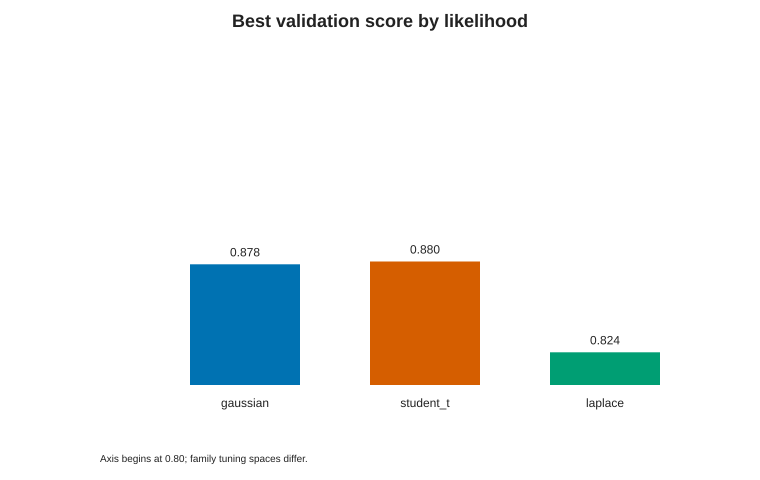 Best validation score by likelihood
0.878
0.880
0.824
gaussian
student_t
laplace
Axis begins at 0.80; family tuning spaces differ.